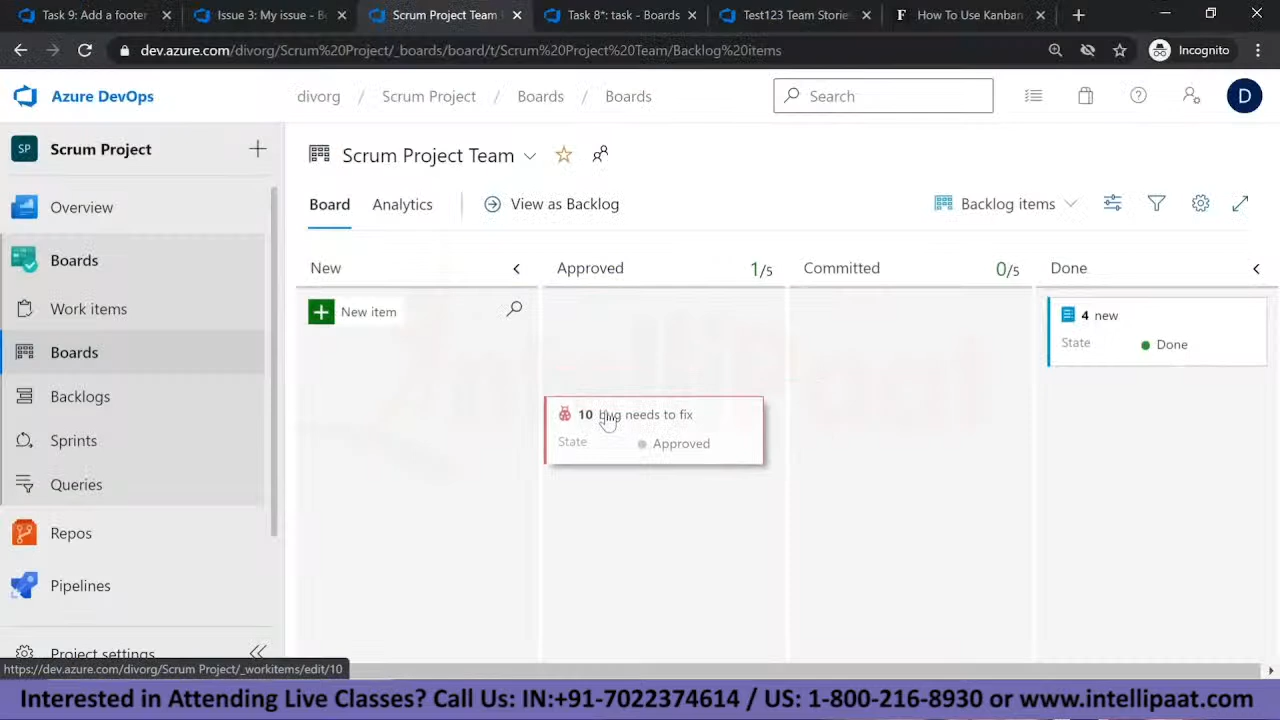 Task 9: Add a footer
Issue 3: My issue - B
Scrum Project Team
Task 8*: task - Boards
Test123 Team Storie
How To Use Kanban
dev.azure.com/divorg/Scrum%20Project/_boards/board/t/Scrum%20Project%20Team/Backlog%20items
Incognito
Azure DevOps
divorg / Scrum Project / Boards / Boards
Search
D
SP Scrum Project
Scrum Project Team
Overview
Board
Analytics
View as Backlog
Backlog items
Boards
New
Approved 1/5
Committed 0/5
Done
Work items
New item
4 new
State Done
Boards
Backlogs
10 bug needs to fix
State Approved
Sprints
Queries
Repos
Pipelines
Project settings
https://dev.azure.com/divorg/Scrum Project/_workitems/edit/10
Interested in Attending Live Classes? Call Us: IN:+91-7022374614 / US: 1-800-216-8930 or www.intellipaat.com